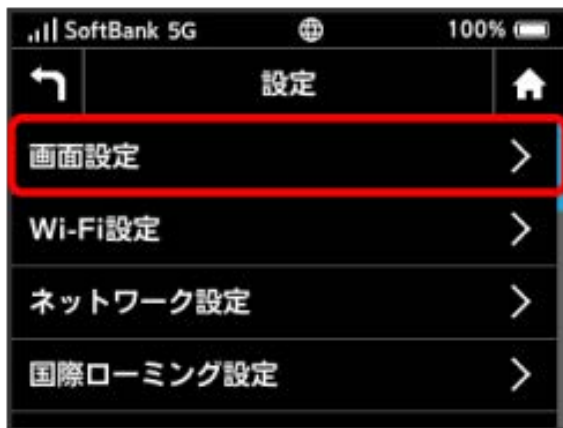 SoftBank 5G 100%
設定
画面設定
Wi-Fi設定
ネットワーク設定
国際ローミング設定